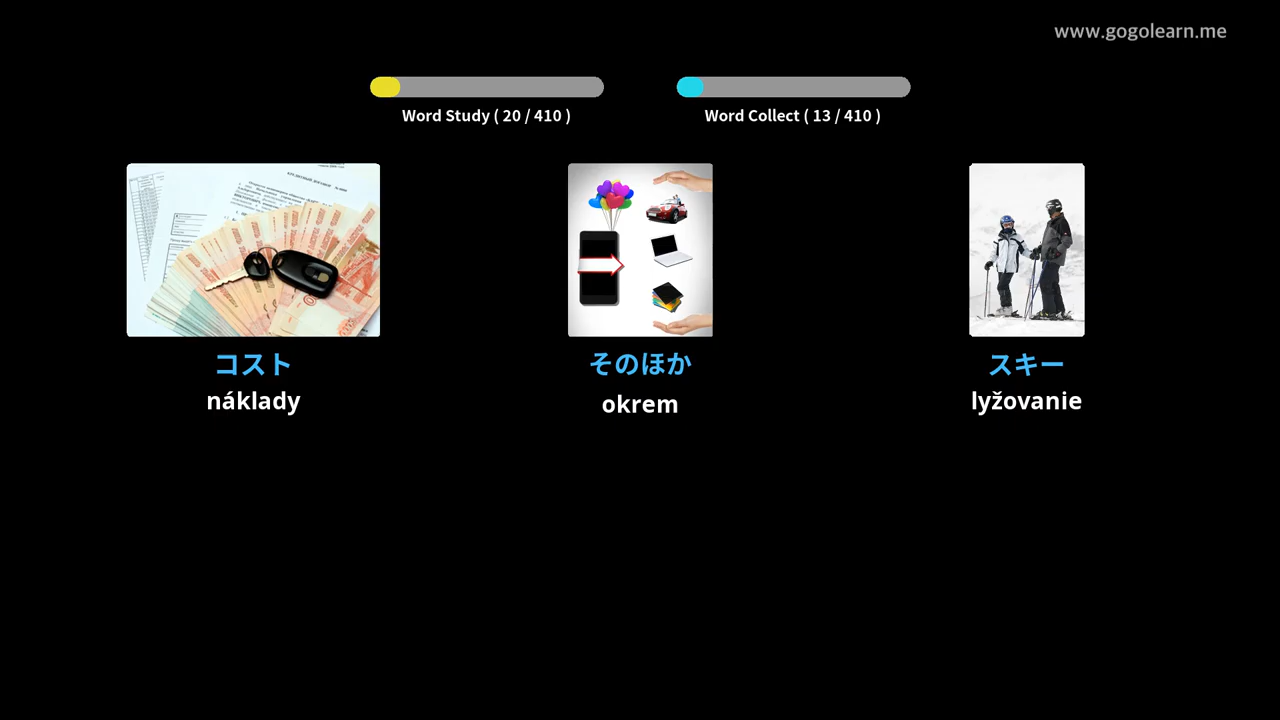 www.gogolearn.me
Word Study ( 20 / 410 )
Word Collect ( 13 / 410 )
コスト
náklady
そのほか
okrem
スキー
lyžovanie